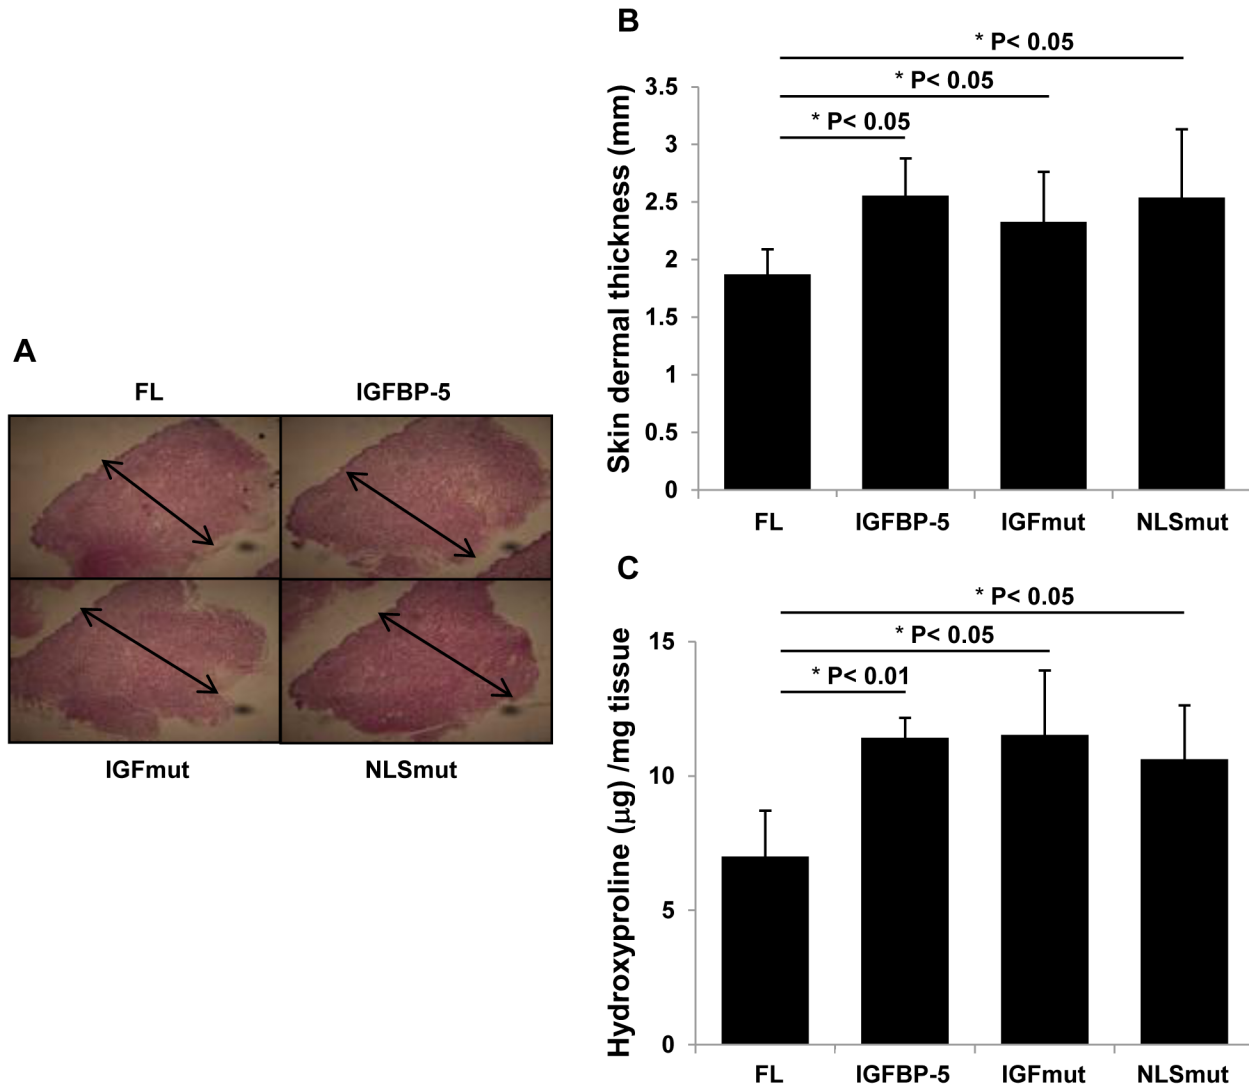 A
FL IGFBP-5
IGFmut NLSmut
B
* P< 0.05
* P< 0.05
* P< 0.05
Skin dermal thickness (mm)
3.5
3
2.5
2
1.5
1
0.5
0
FL IGFBP-5 IGFmut NLSmut
C
* P< 0.05
* P< 0.05
* P< 0.01
Hydroxyproline (μg) /mg tissue
15
10
5
0
FL IGFBP-5 IGFmut NLSmut